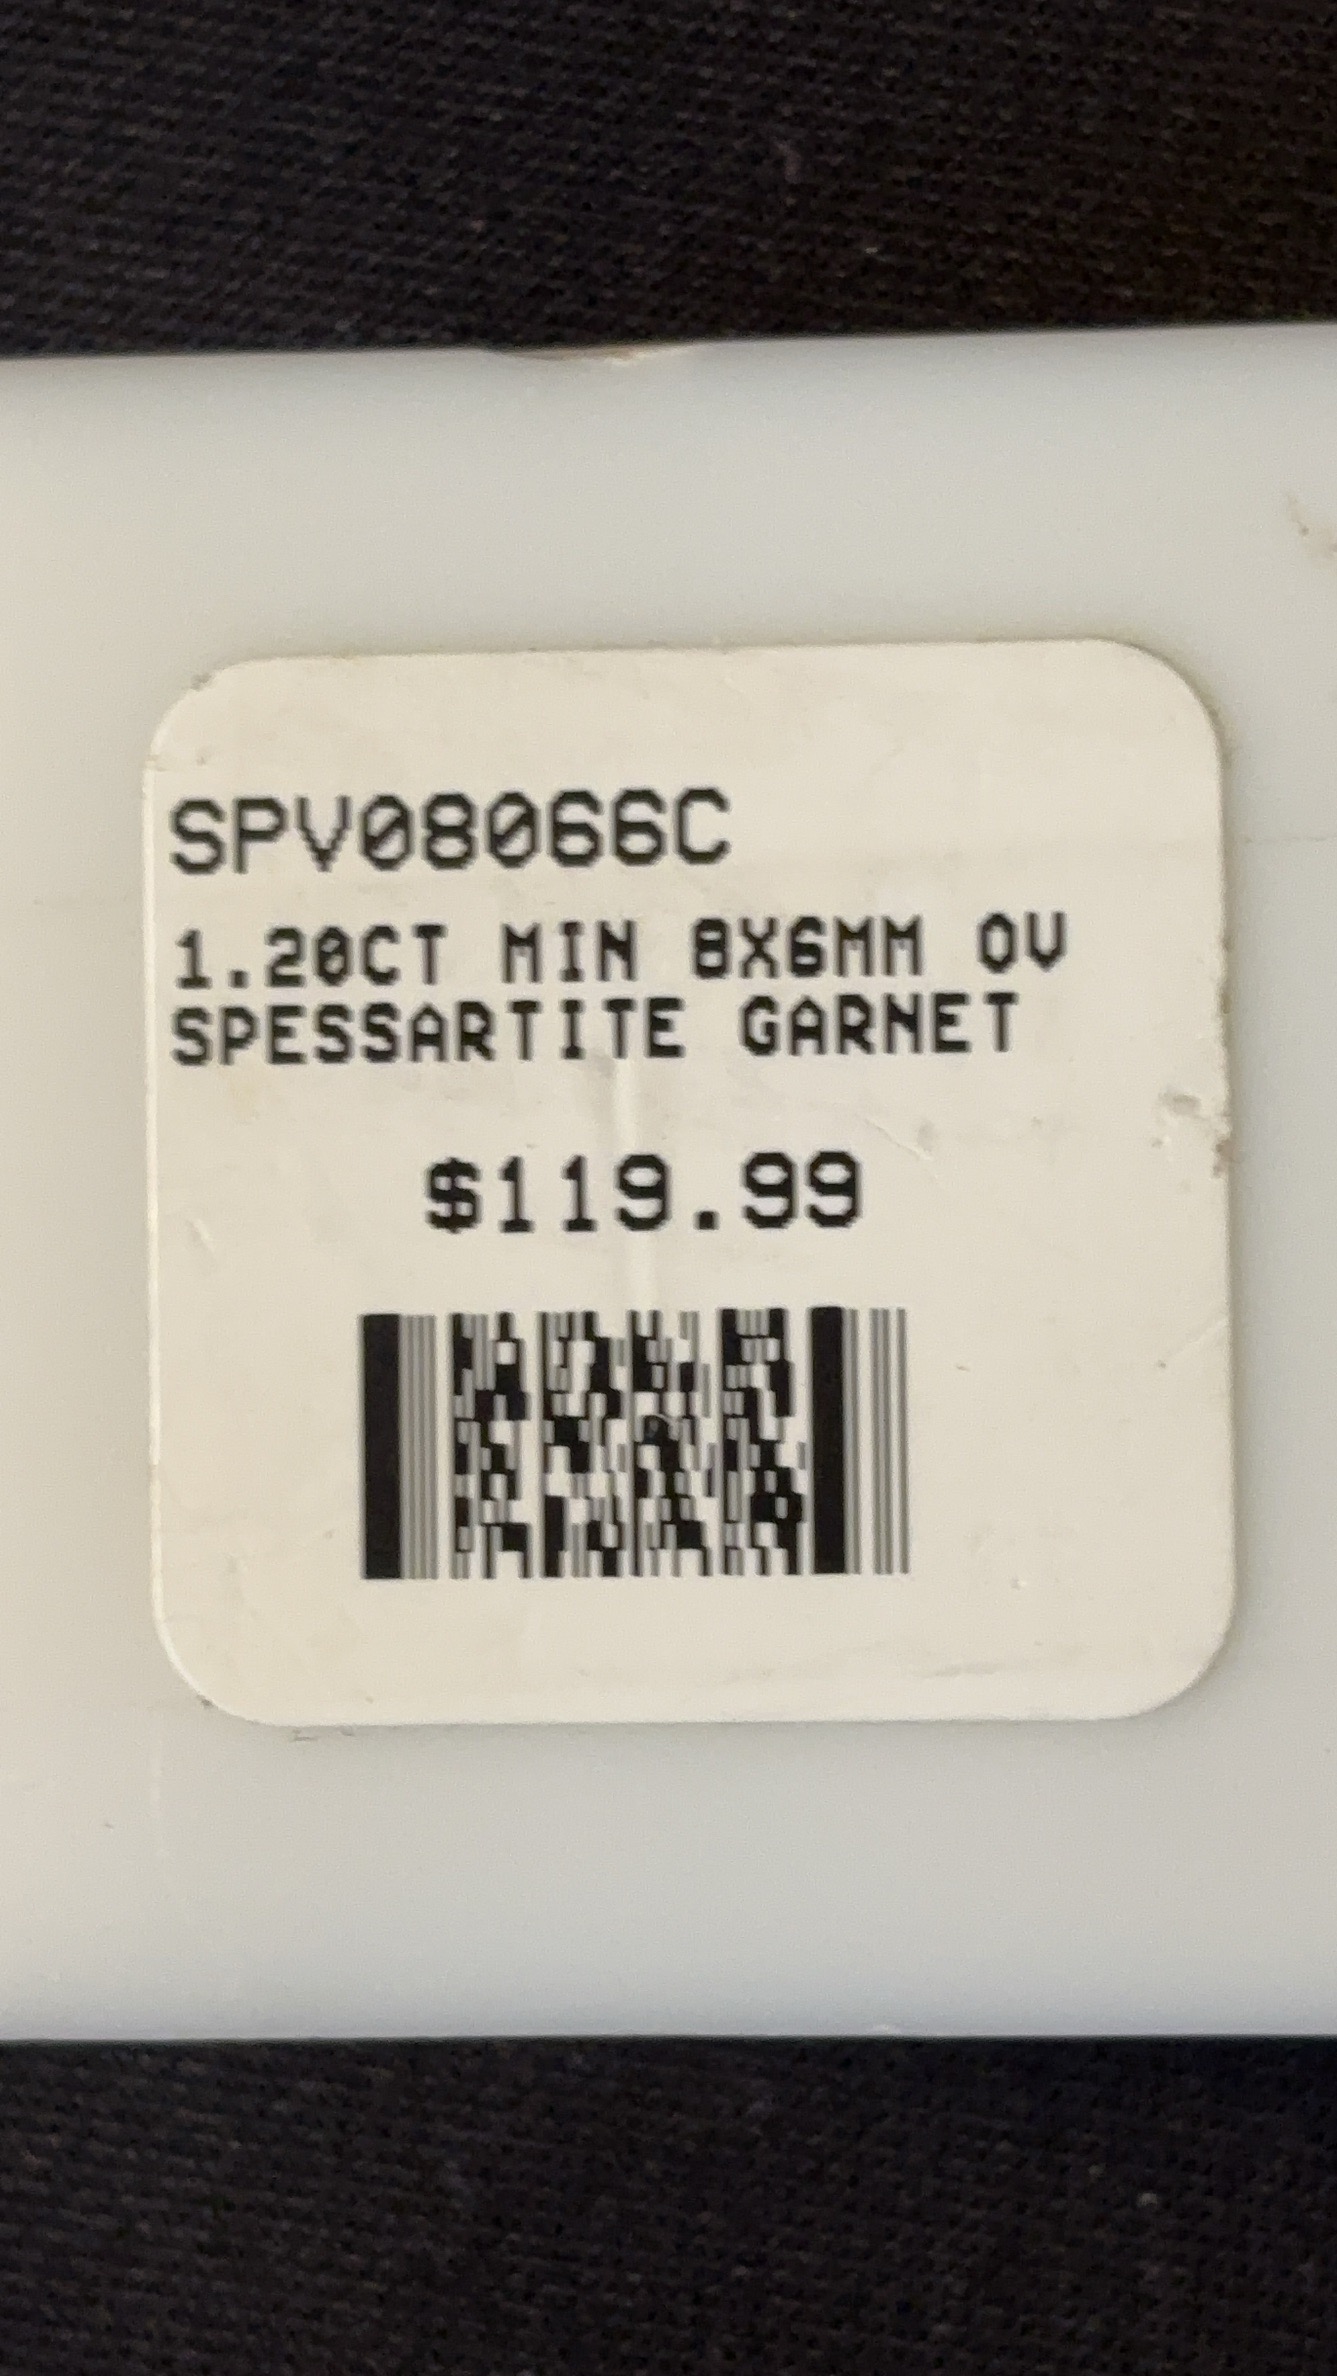 SPV08066C
1.20CT MIN 8X6MM OV
SPESSARTITE GARNET
$119.99